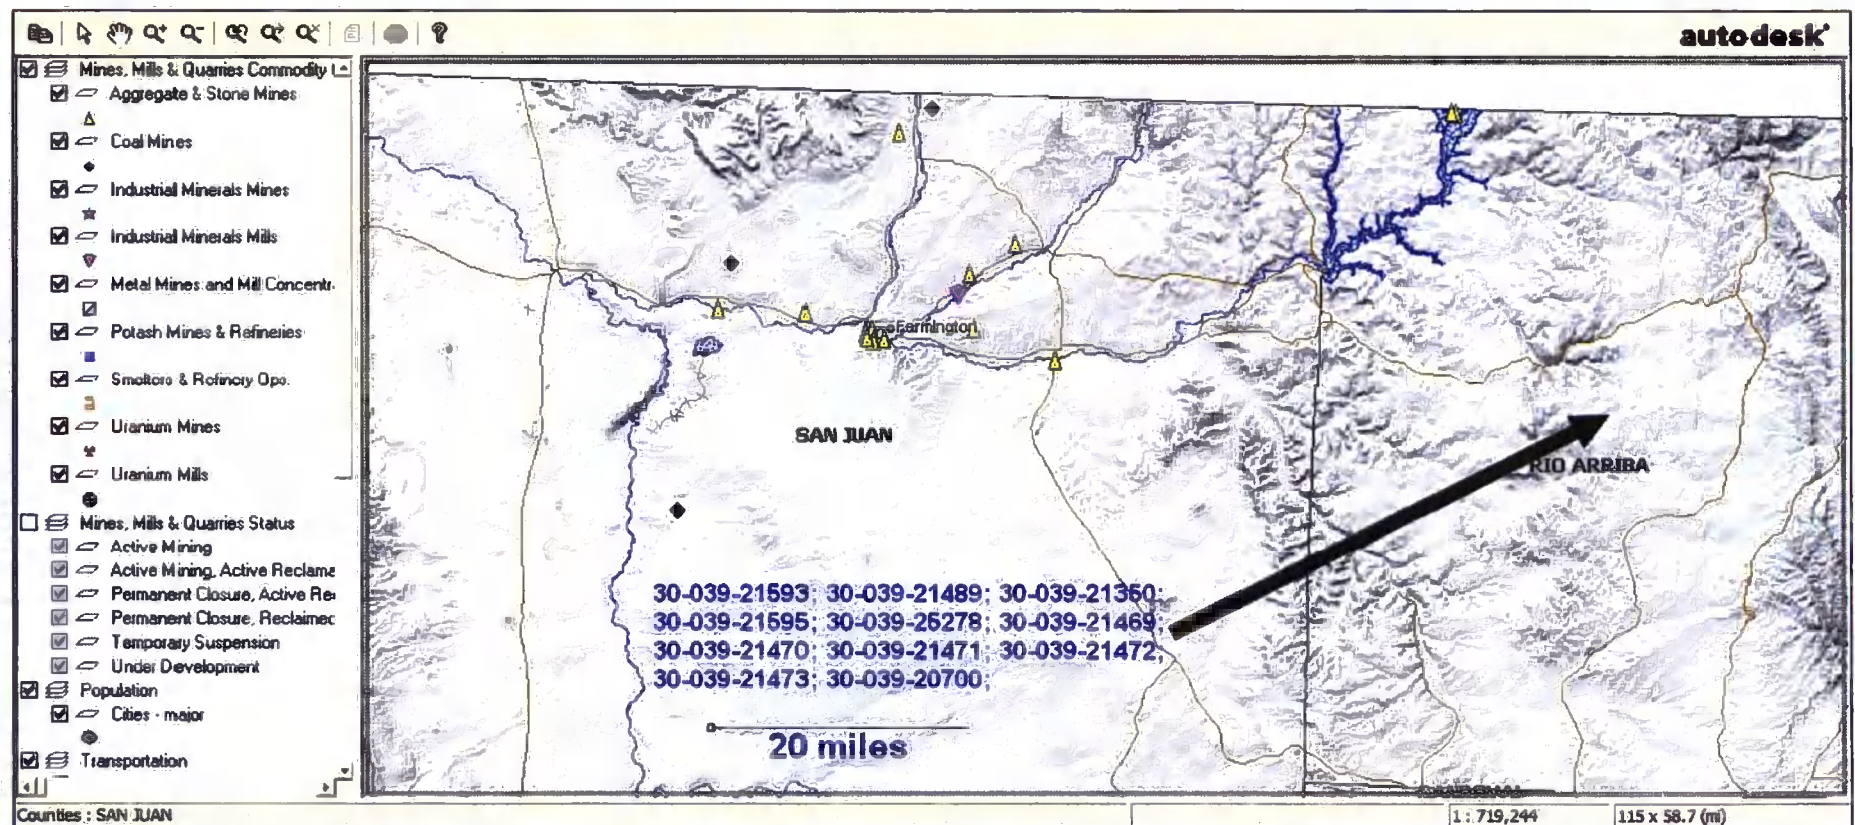 autodesk
Mines, Mills & Quarries Commodity
Aggregate & Stone Mines
Coal Mines
Industrial Minerals Mines
Industrial Minerals Mills
Metal Mines and Mill Concentr
Potash Mines & Refineries
Smelters & Refinery Ops.
Uranium Mines
Uranium Mills
Mines, Mills & Quarries Status
Active Mining
Active Mining, Active Reclama
Permanent Closure, Active Re
Permanent Closure, Reclaimed
Temporary Suspension
Under Development
Population
Cities - major
Transportation
Farmington
SAN JUAN
RIO ARRIBA
30-039-21593; 30-039-21489; 30-039-21350;
30-039-21595; 30-039-25278; 30-039-21469;
30-039-21470; 30-039-21471; 30-039-21472;
30-039-21473; 30-039-20700;
20 miles
Counties : SAN JUAN
1 : 719,244
115 x 58.7 (mi)